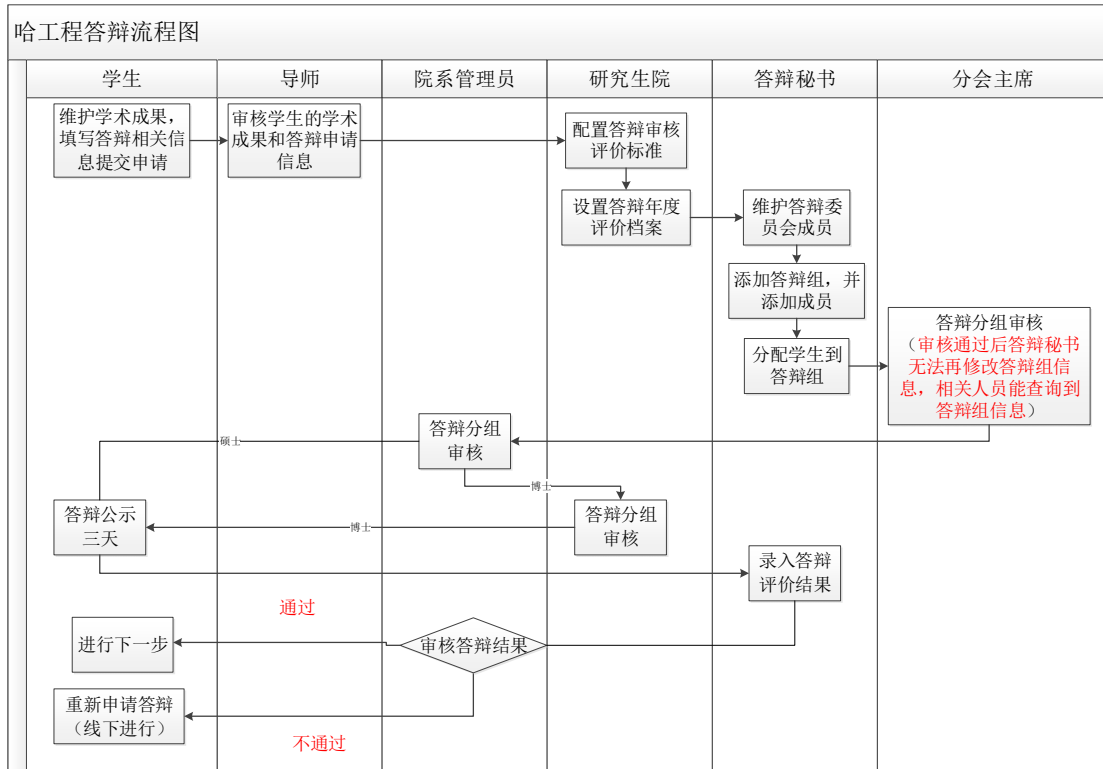 哈工程答辩流程图
学生
导师
院系管理员
研究生院
答辩秘书
分会主席
维护学术成果，
填写答辩相关信
息提交申请
审核学生的学术
成果和答辩申请
信息
配置答辩审核
评价标准
设置答辩年度
评价档案
维护答辩委
员会成员
添加答辩组，并
添加成员
分配学生到
答辩组
答辩分组审核
（审核通过后答辩秘书
无法再修改答辩组信
息，相关人员能查询到
答辩组信息）
答辩分组
审核
硕士
博士
答辩分组
审核
博士
答辩公示
三天
录入答辩
评价结果
通过
审核答辩结果
进行下一步
重新申请答辩
（线下进行）
不通过